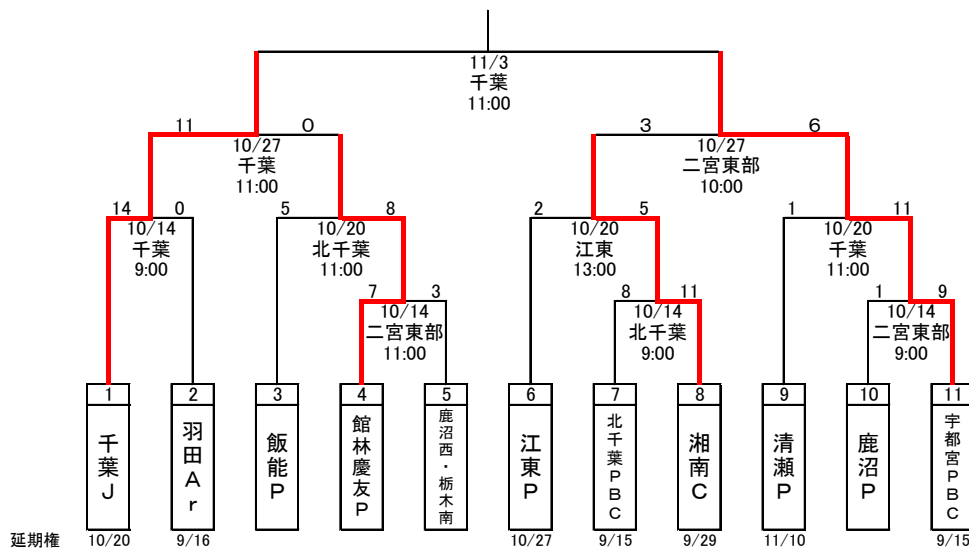 11/3
千葉
11:00
11 0 3 6
10/27 10/27
千葉 二宮東部
11:00 10:00
14 0 5 8 2 5 1 11
10/14 10/20 10/20 10/20
千葉 北千葉 江東 千葉
9:00 11:00 13:00 11:00
7 3 8 11 1 9
10/14 10/14 10/14
二宮東部 北千葉 二宮東部
11:00 9:00 9:00
1 2 3 4 5 6 7 8 9 10 11
千葉J
羽田Ar
飯能P
館林慶友P
鹿沼西・栃木南
江東P
北千葉PBC
湘南C
清瀬P
鹿沼P
宇都宮PBC
延期権 10/20 9/16 10/27 9/15 9/29 11/10 9/15